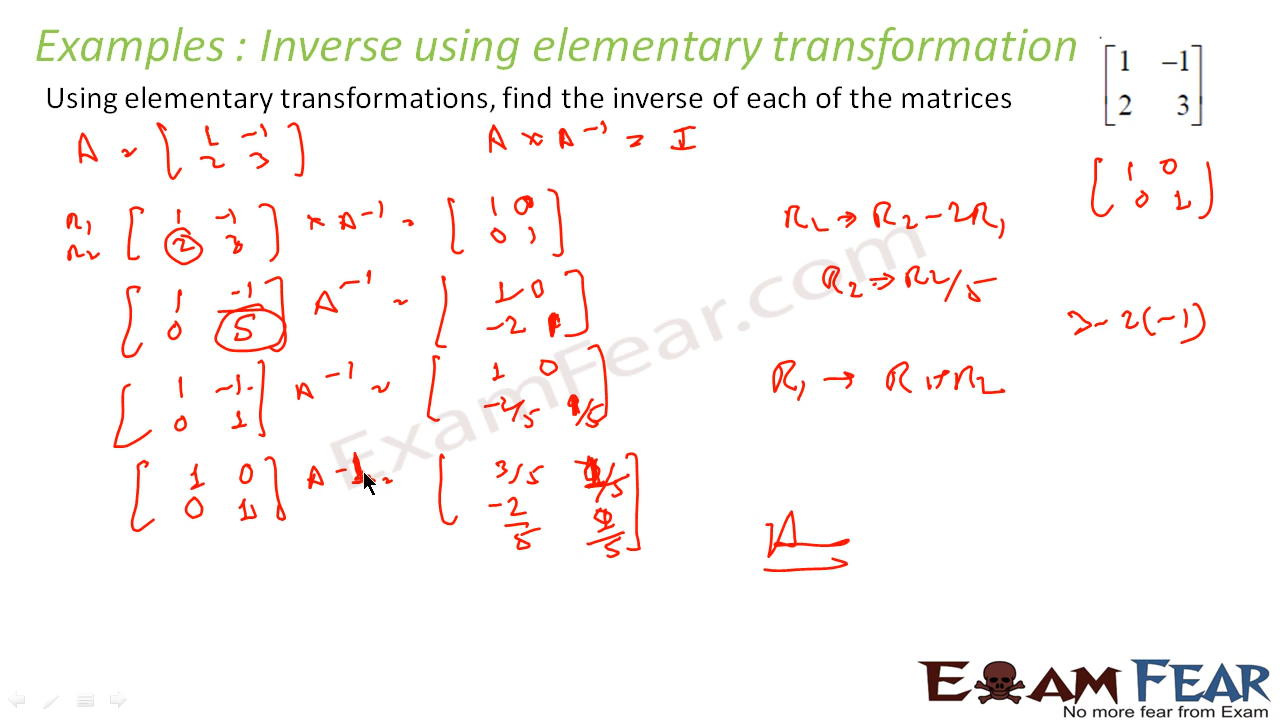 Examples : Inverse using elementary transformation
Using elementary transformations, find the inverse of each of the matrices
[1 -1
2 3]
A = [1 -1
2 3]
A × A⁻¹ = I
[1 0
0 1]
R₁
R₂
[1 -1
2 3] × A⁻¹ = [1 0
0 1]
R₂ → R₂ - 2R₁
[1 -1
0 5] A⁻¹ = [1 0
-2 1]
R₂ → R2/5
3 - 2(-1)
[1 -1
0 1] A⁻¹ = [1 0
-2/5 1/5]
R₁ → R1+R2
[1 0
0 1] A⁻¹ = [3/5 1/5
-2/5 1/5]
A
ExamFear.com
EXAM FEAR
No more fear from Exam